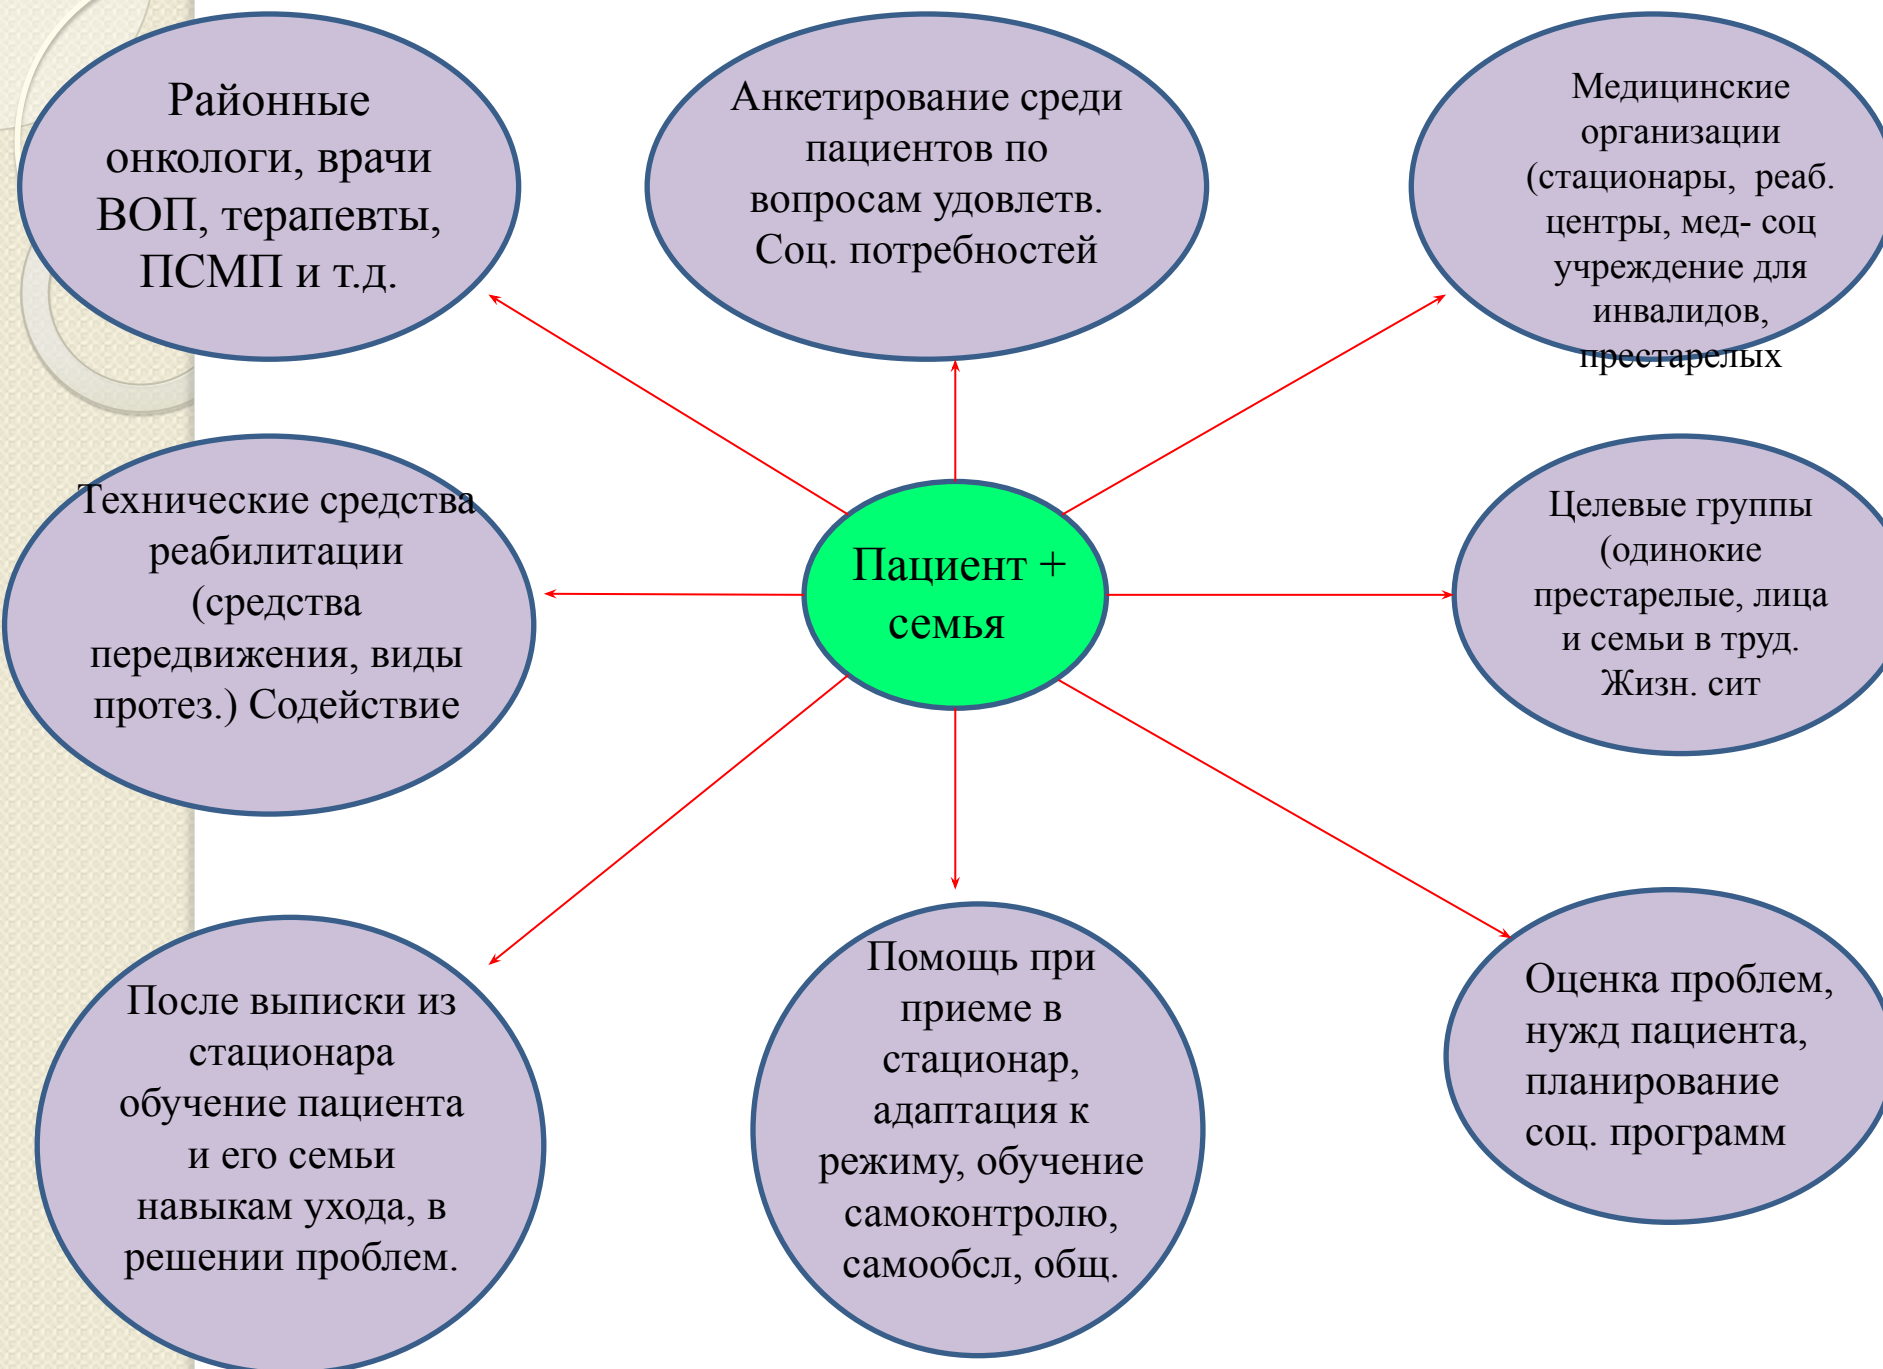 Районные
онкологи, врачи
ВОП, терапевты,
ПСМП и т.д.
Анкетирование среди
пациентов по
вопросам удовлетв.
Соц. потребностей
Медицинские
организации
(стационары, реаб.
центры, мед- соц
учреждение для
инвалидов,
престарелых
Технические средства
реабилитации
(средства
передвижения, виды
протез.) Содействие
Пациент +
семья
Целевые группы
(одинокие
престарелые, лица
и семьи в труд.
Жизн. сит
После выписки из
стационара
обучение пациента
и его семьи
навыкам ухода, в
решении проблем.
Помощь при
приеме в
стационар,
адаптация к
режиму, обучение
самоконтролю,
самообсл, общ.
Оценка проблем,
нужд пациента,
планирование
соц. программ